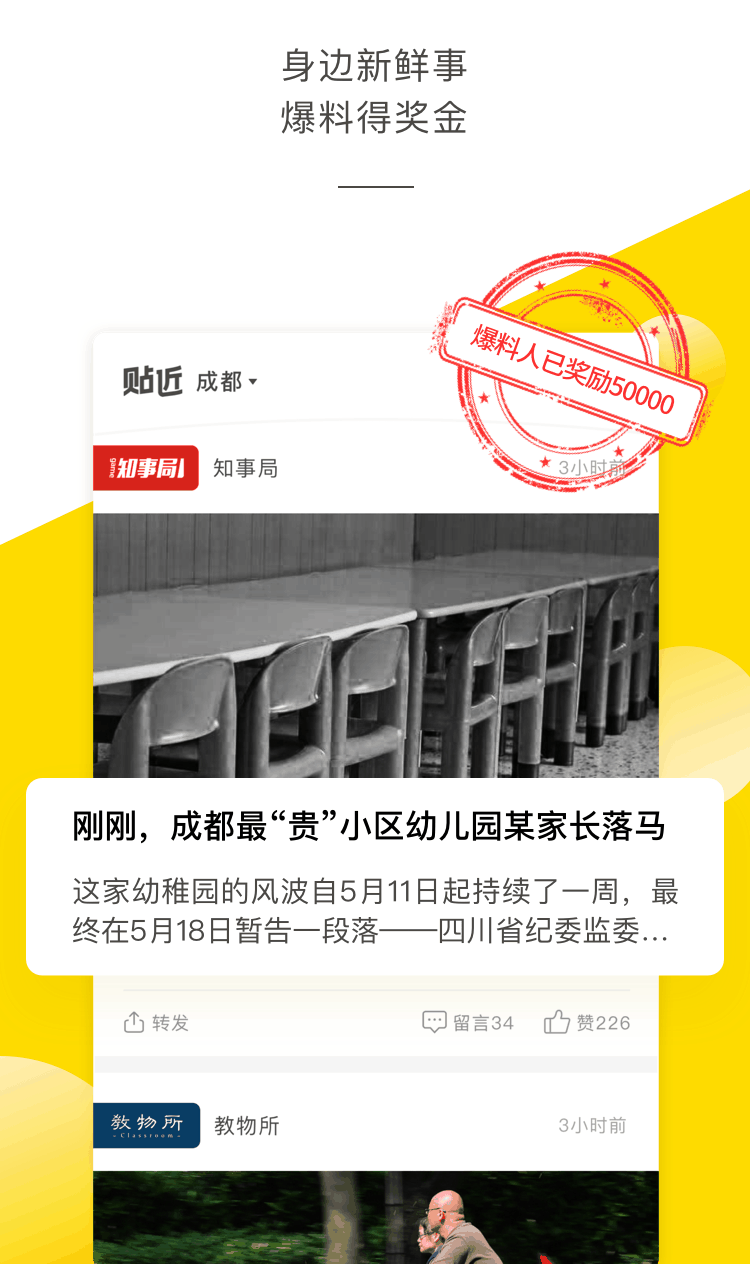 身边新鲜事
爆料得奖金
爆料人已奖励50000
贴近 成都
game 知事局 知事局 3小时前
刚刚，成都最“贵”小区幼儿园某家长落马
这家幼稚园的风波自5月11日起持续了一周，最
终在5月18日暂告一段落——四川省纪委监委...
转发 留言34 赞226
教物所 Classroom 教物所 3小时前